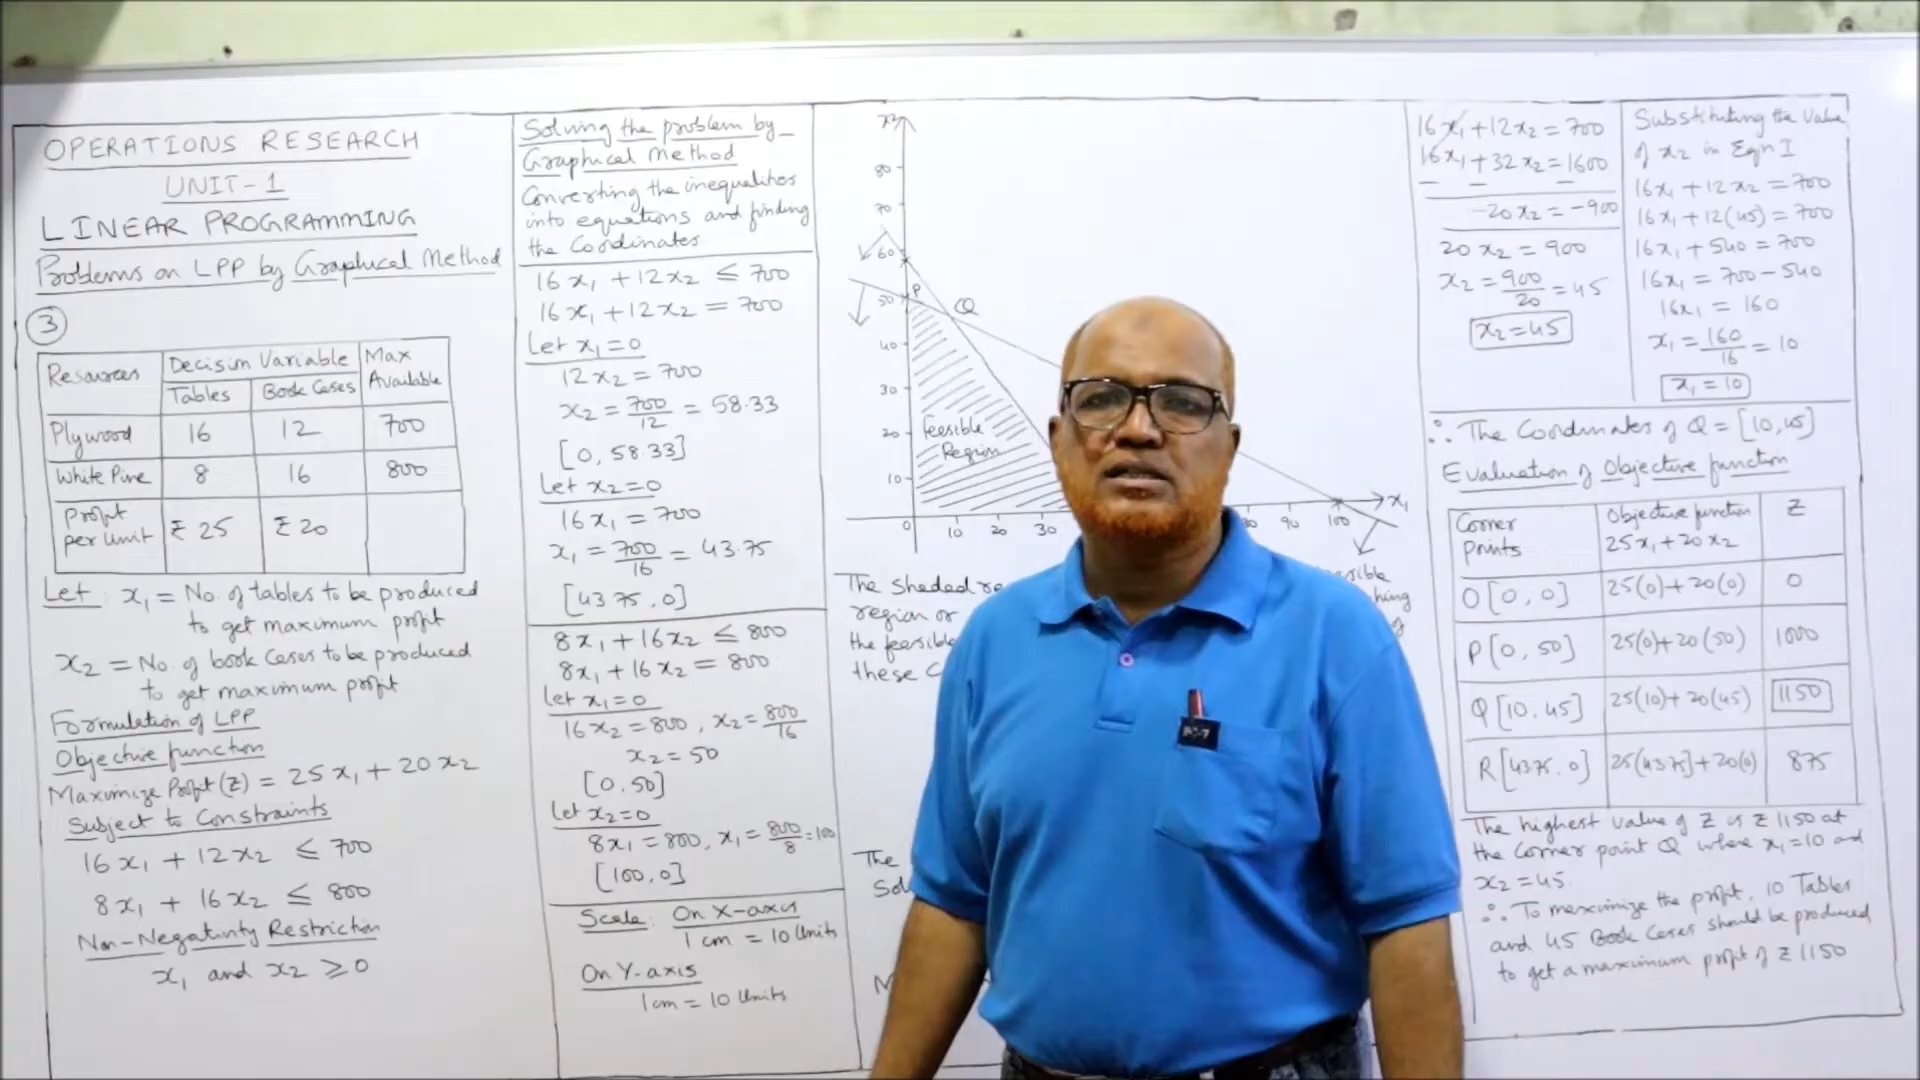 OPERATIONS RESEARCH
UNIT-1
LINEAR PROGRAMMING
Problems on LPP by Graphical Method
3
Resources
Decision Variable
Max Available
Tables
Book Cases
Plywood 16 12 700
White Pine 8 16 800
Profit per unit ₹ 25 ₹ 20
Let: x₁ = No. of tables to be produced
to get maximum profit
x₂ = No. of book cases to be produced
to get maximum profit
Formulation of LPP
Objective function
Maximize Profit (Z) = 25x₁ + 20x₂
Subject to Constraints
16x₁ + 12x₂ ≤ 700
8x₁ + 16x₂ ≤ 800
Non-Negativity Restriction
x₁ and x₂ ≥ 0
Solving the problem by
Graphical Method
Converting the inequalities
into equations and finding
the Coordinates
16x₁ + 12x₂ ≤ 700
16x₁ + 12x₂ = 700
Let x₁=0
12x₂ = 700
x₂ = 700/12 = 58.33
[0, 58.33]
Let x₂=0
16x₁ = 700
x₁ = 700/16 = 43.75
[43.75, 0]
8x₁ + 16x₂ ≤ 800
8x₁ + 16x₂ = 800
Let x₁=0
16x₂ = 800, x₂ = 800/16
x₂ = 50
[0, 50]
Let x₂=0
8x₁ = 800, x₁ = 800/8 = 100
[100, 0]
Scale: On X-axis
1 cm = 10 Units
On Y-axis
1 cm = 10 Units
x₂
80
70
60
50 P
Q
40
30
20
10
Feasible
Region
0 10 20 30 80 90 100 x₁
The shaded
region or
the feasible
these
The
16x₁ + 12x₂ = 700
16x₁ + 32x₂ = 1600
− − −
-20x₂ = -900
20x₂ = 900
x₂ = 900/20 = 45
x₂ = 45
Substituting the value
of x₂ in Eqn I
16x₁ + 12x₂ = 700
16x₁ + 12(45) = 700
16x₁ + 540 = 700
16x₁ = 700 - 540
16x₁ = 160
x₁ = 160/16 = 10
x₁ = 10
∴ The Coordinates of Q = [10, 45]
Evaluation of Objective function
Corner points
Objective function 25x₁ + 20x₂
Z
O [0, 0] 25(0) + 20(0) 0
P [0, 50] 25(0) + 20(50) 1000
Q [10, 45] 25(10) + 20(45) 1150
R [43.75, 0] 25(43.75) + 20(0) 875
The highest value of Z is ₹ 1150 at
the corner point Q where x₁ = 10 and
x₂ = 45.
∴ To maximize the profit, 10 Tables
and 45 Book Cases should be produced
to get a maximum profit of ₹ 1150